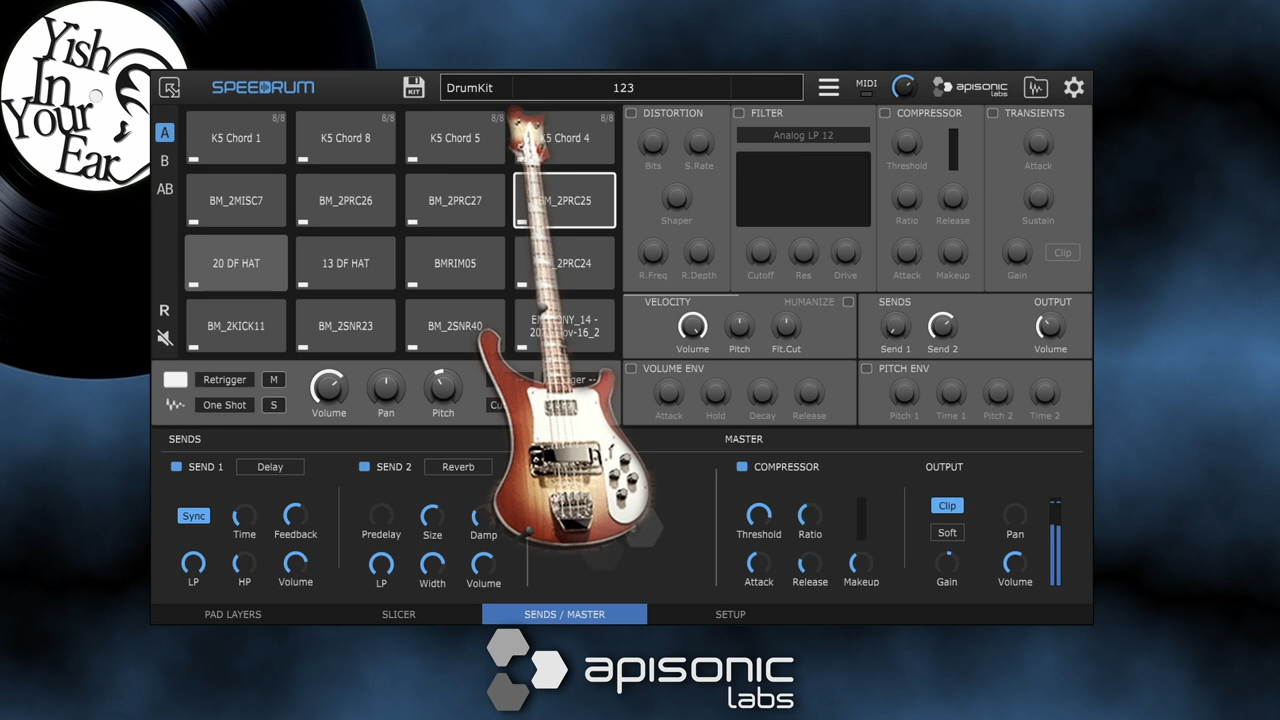 Yish
In
Your
Ear
SPEEDRUM
KIT
DrumKit
123
MIDI
apisonic
labs
A
B
AB
R
8/8
K5 Chord 1
8/8
K5 Chord 8
8/8
K5 Chord 5
8/8
K5 Chord 4
BM_2MISC7
BM_2PRC26
BM_2PRC27
BM_2PRC25
20 DF HAT
13 DF HAT
BMRIM05
_2PRC24
BM_2KICK11
BM_2SNR23
BM_2SNR40
DISTORTION
Bits
S.Rate
Shaper
R.Freq
R.Depth
FILTER
Analog LP 12
Cutoff
Res
Drive
COMPRESSOR
Threshold
Ratio
Release
Attack
Makeup
TRANSIENTS
Attack
Sustain
Gain
Clip
VELOCITY
HUMANIZE
Volume
Pitch
Flt.Cut
SENDS
Send 1
Send 2
OUTPUT
Volume
Retrigger
M
One Shot
S
Volume
Pan
Pitch
VOLUME ENV
Attack
Hold
Decay
Release
PITCH ENV
Pitch 1
Time 1
Pitch 2
Time 2
SENDS
SEND 1
Delay
Sync
Time
Feedback
LP
HP
Volume
SEND 2
Reverb
Predelay
Size
Damp
LP
Width
Volume
MASTER
COMPRESSOR
Threshold
Ratio
Attack
Release
Makeup
OUTPUT
Clip
Soft
Pan
Gain
Volume
PAD LAYERS
SLICER
SENDS / MASTER
SETUP
apisonic
labs